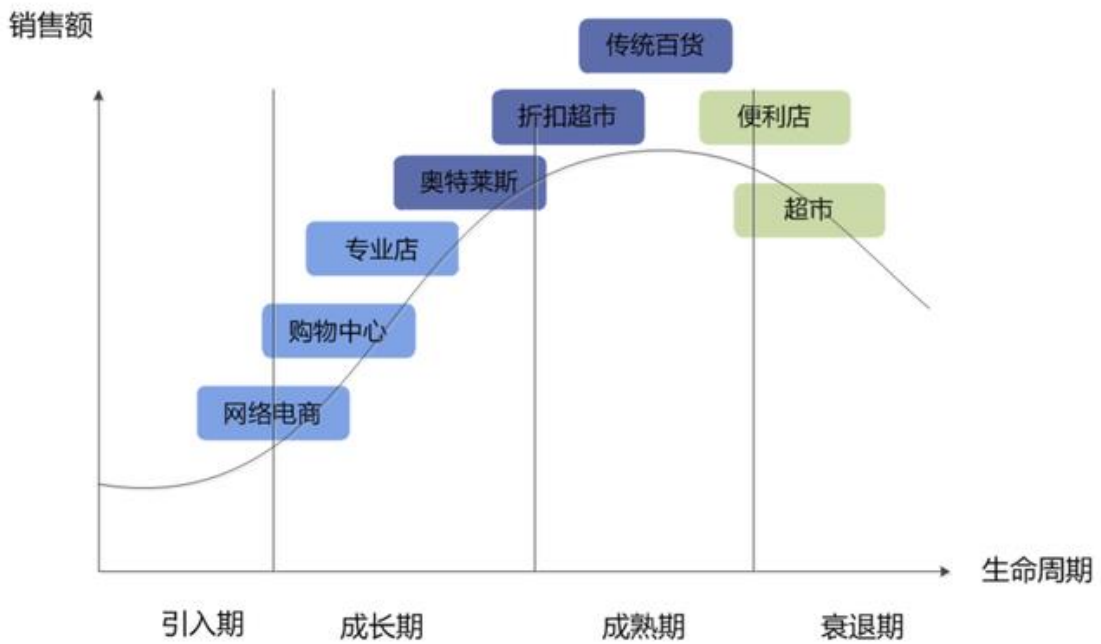 销售额
传统百货
折扣超市
便利店
奥特莱斯
超市
专业店
购物中心
网络电商
生命周期
引入期
成长期
成熟期
衰退期